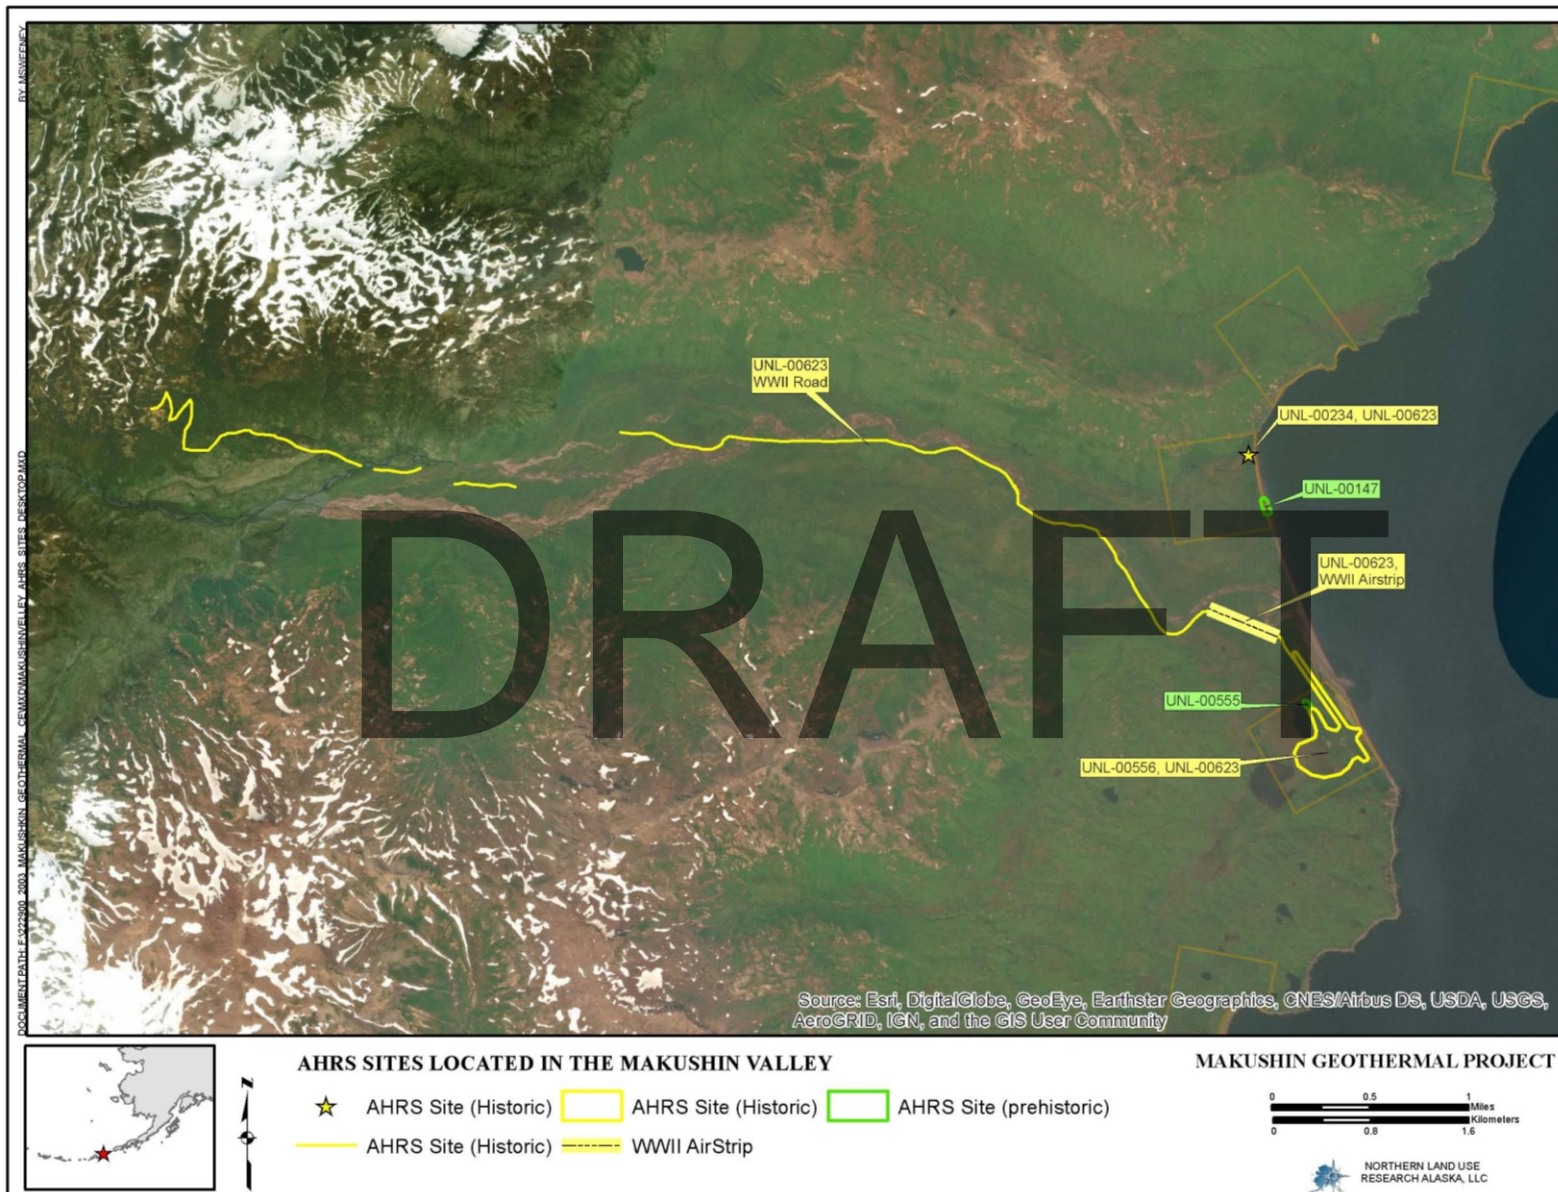 BY: MSWEENEY
DOCUMENT PATH: F:\222900_2003_MAKUSHKIN_GEOTHERMAL_CEWXD\MAKUSHINVELLEY_AHRS_SITES_DESKTOP.MXD
UNL-00623
WWII Road
UNL-00234, UNL-00623
UNL-00147
UNL-00623,
WWII Airstrip
DRAFT
UNL-00555
UNL-00556, UNL-00623
Source: Esri, DigitalGlobe, GeoEye, Earthstar Geographics, CNES/Airbus DS, USDA, USGS,
AeroGRID, IGN, and the GIS User Community
N
AHRS SITES LOCATED IN THE MAKUSHIN VALLEY
AHRS Site (Historic) AHRS Site (Historic) AHRS Site (prehistoric)
AHRS Site (Historic) WWII AirStrip
MAKUSHIN GEOTHERMAL PROJECT
0 0.5 1
Miles
Kilometers
0 0.8 1.6
NORTHERN LAND USE
RESEARCH ALASKA, LLC